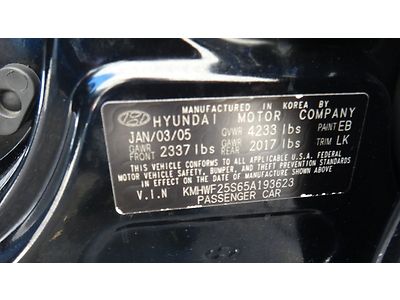 MANUFACTURED IN KOREA BY
HYUNDAI MOTOR COMPANY
JAN/03/05 GVWR 4233 lbs PAINT EB
GAWR FRONT 2337 lbs GAWR REAR 2017 lbs TRIM LK
THIS VEHICLE CONFORMS TO ALL APPLICABLE U.S. FEDERAL
MOTOR VEHICLE SAFETY, BUMPER, AND THEFT PREVENTION STANDARDS
IN EFFECT ON THE DATE OF MANUFACTURE SHOWN ABOVE.
V.I.N KMHWF25S65A193623
PASSENGER CAR